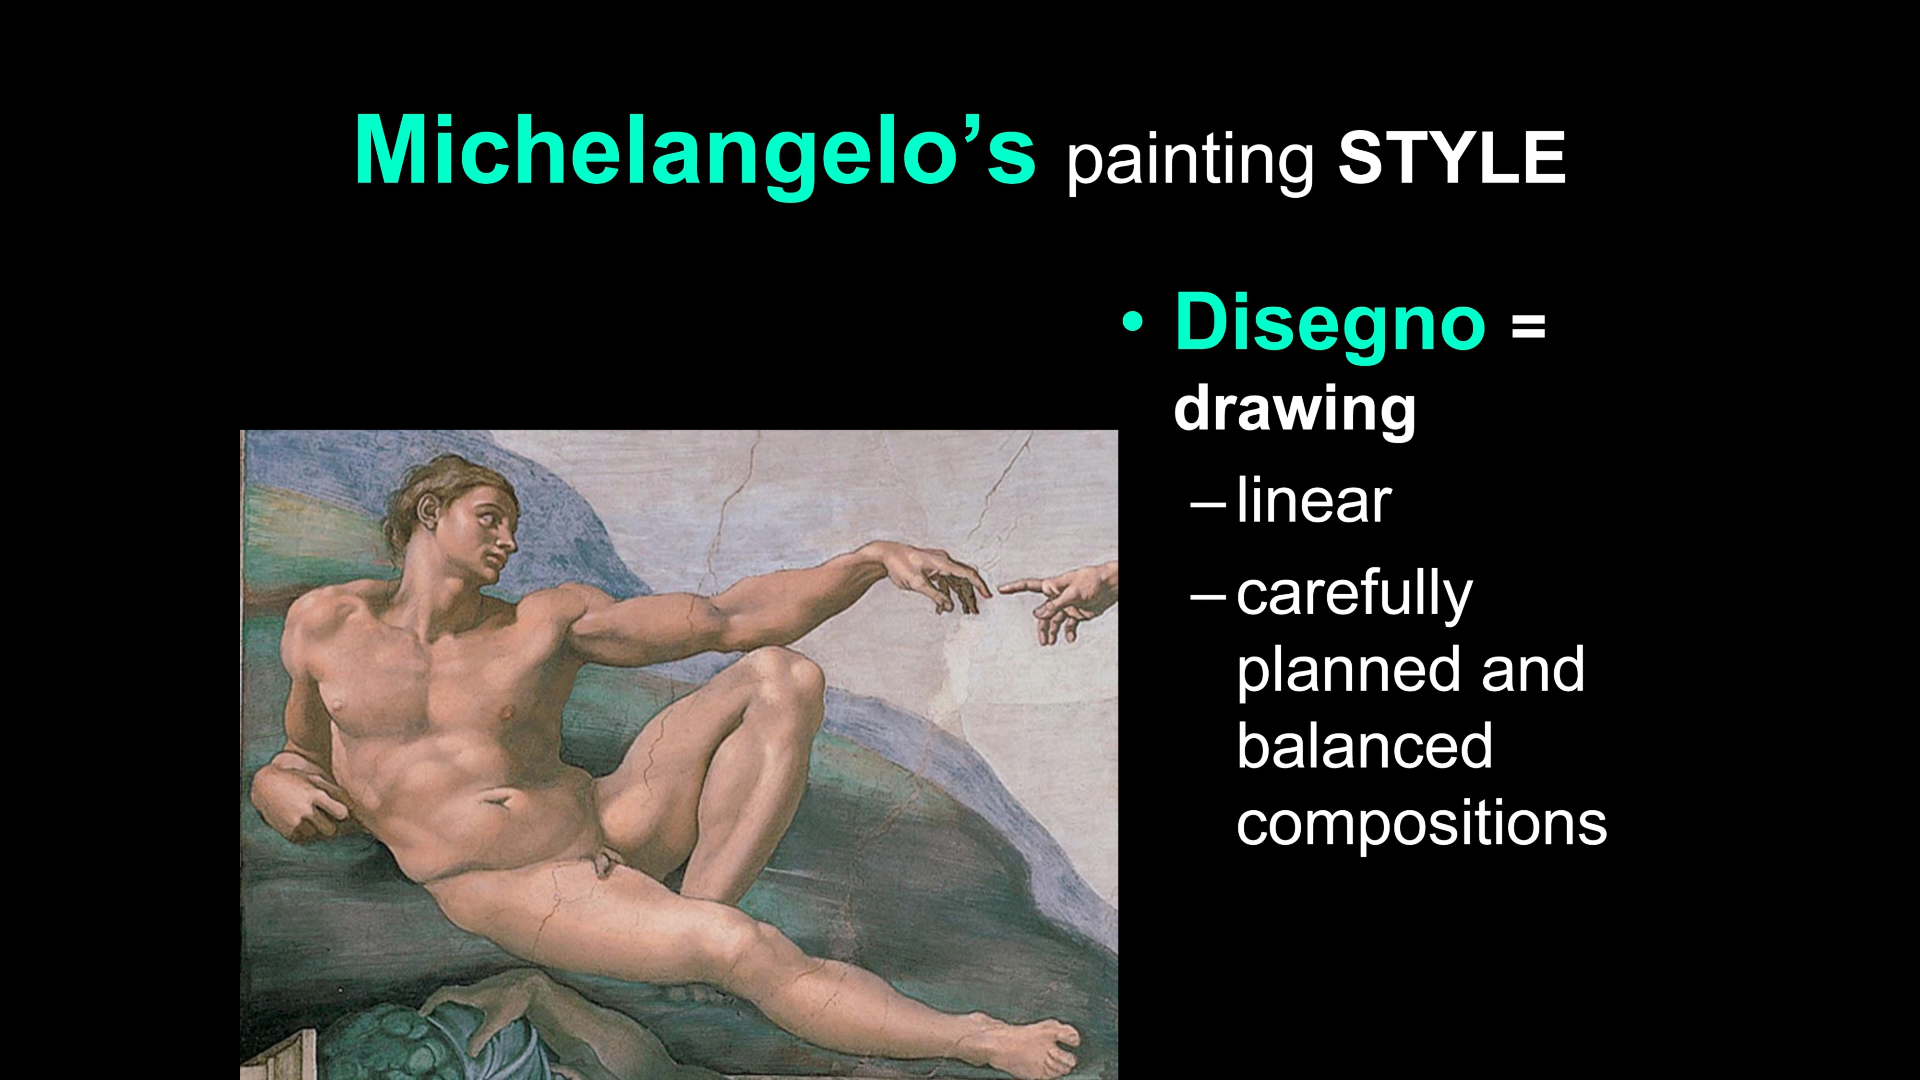 Michelangelo’s painting STYLE
• Disegno =
drawing
– linear
– carefully
planned and
balanced
compositions